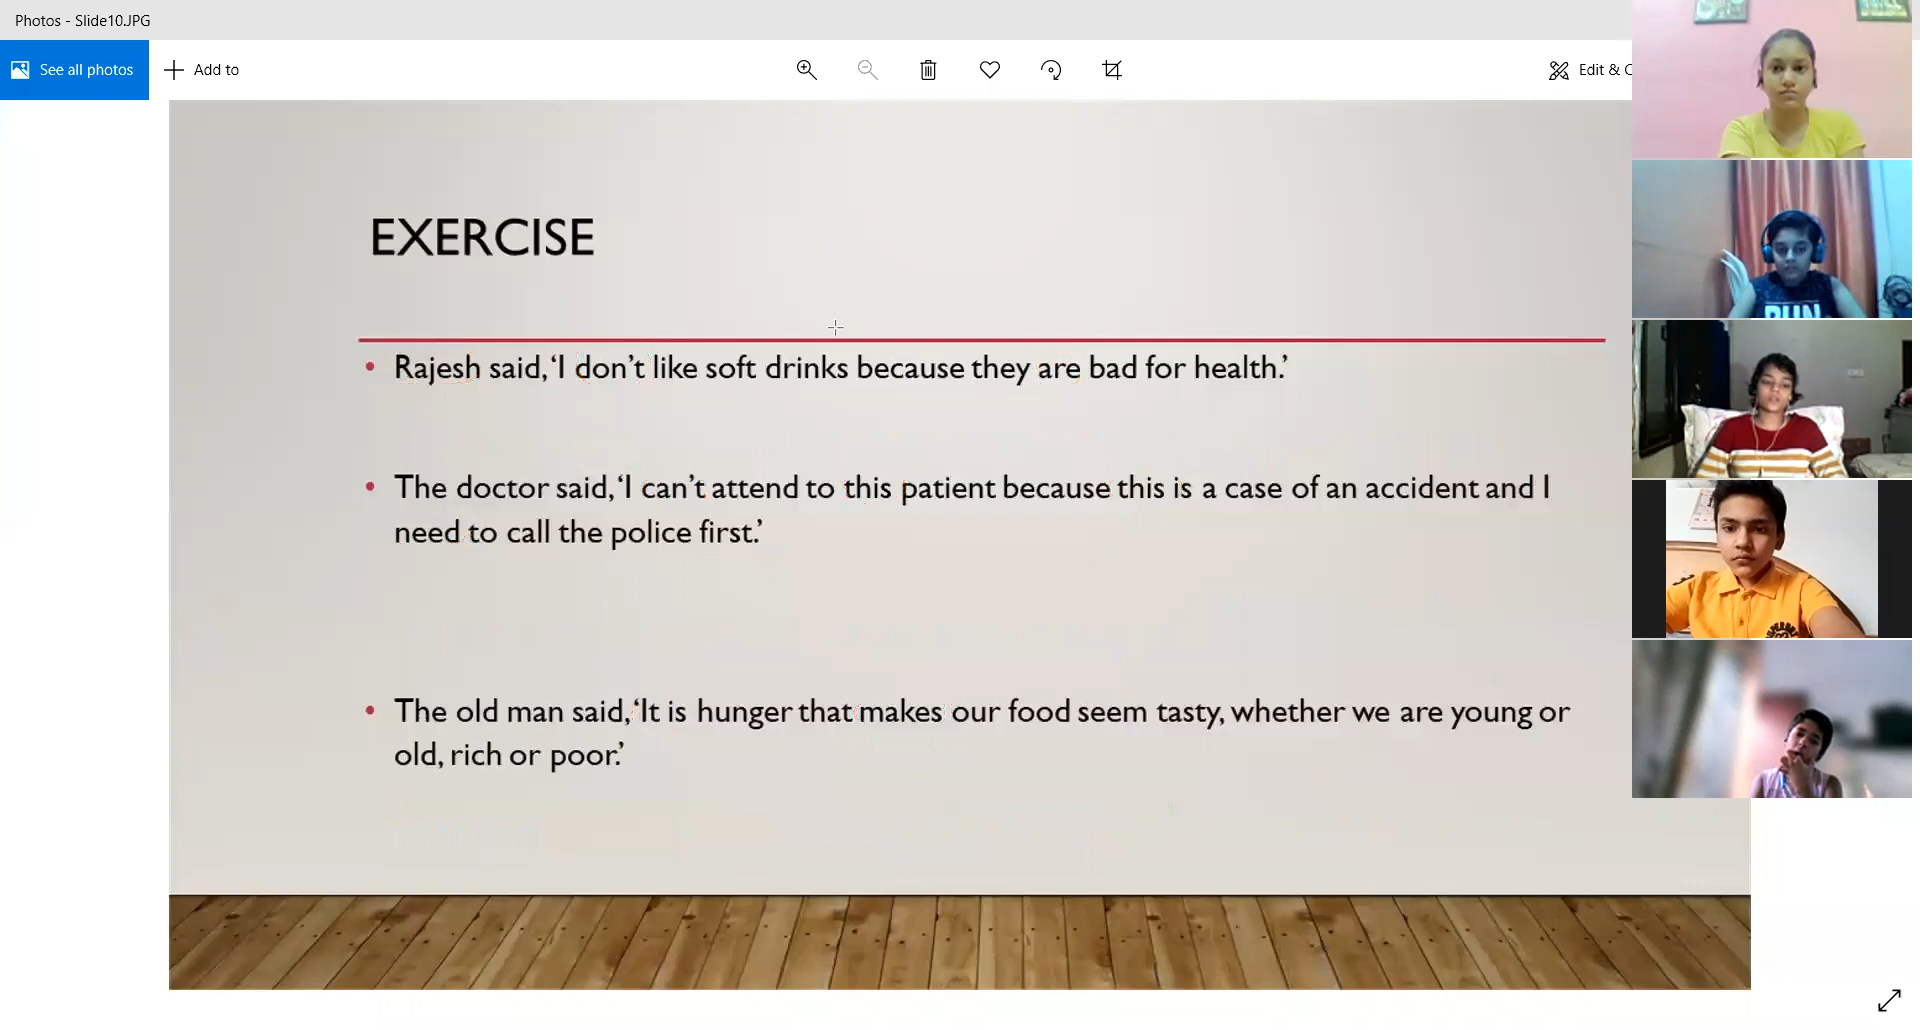 Photos - Slide10.JPG
See all photos
Add to
Edit & C
EXERCISE
• Rajesh said, ‘I don’t like soft drinks because they are bad for health.’
• The doctor said, ‘I can’t attend to this patient because this is a case of an accident and I
need to call the police first.’
• The old man said, ‘It is hunger that makes our food seem tasty, whether we are young or
old, rich or poor.’
RUN